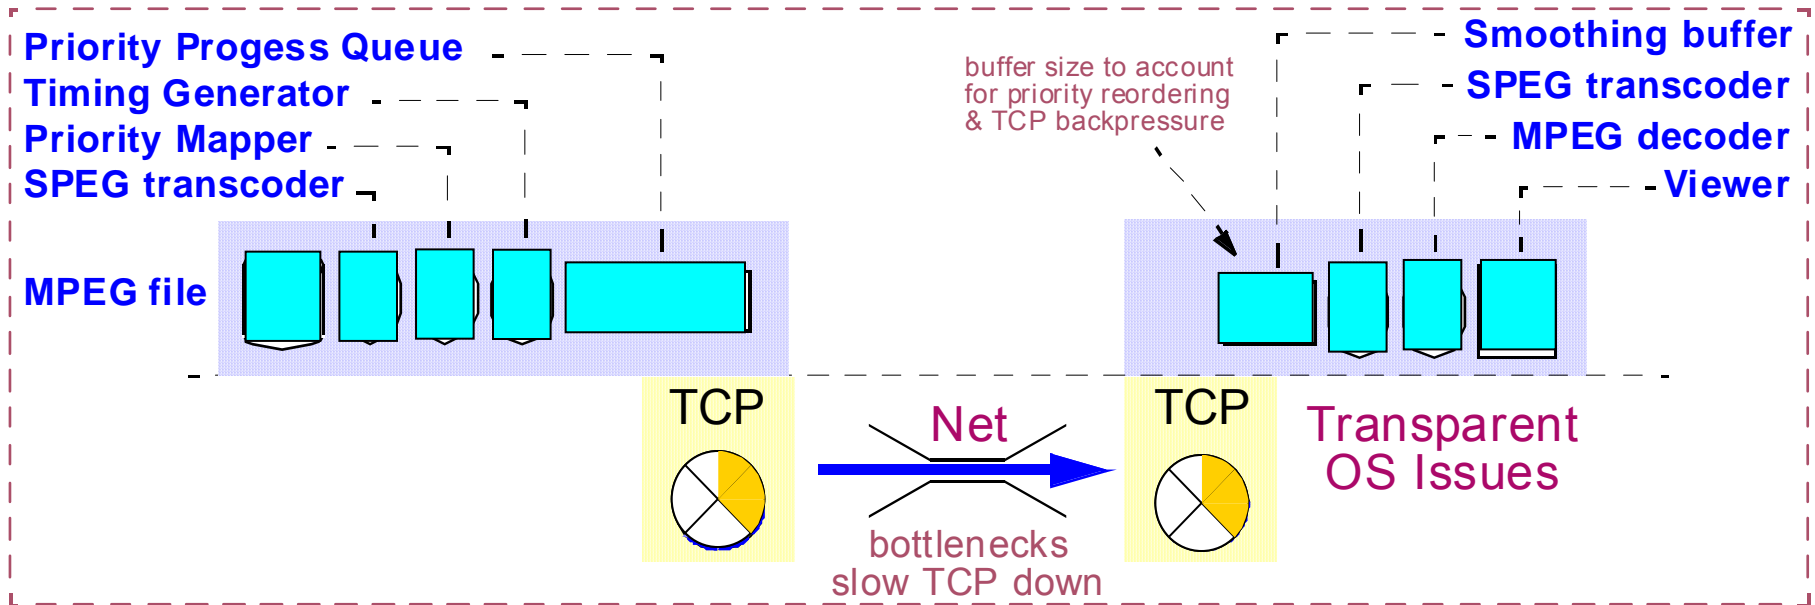 Priority Progess Queue
Timing Generator
Priority Mapper
SPEG transcoder
MPEG file
buffer size to account
for priority reordering
& TCP backpressure
Smoothing buffer
SPEG transcoder
MPEG decoder
Viewer
TCP
Net
bottlenecks
slow TCP down
TCP
Transparent
OS Issues